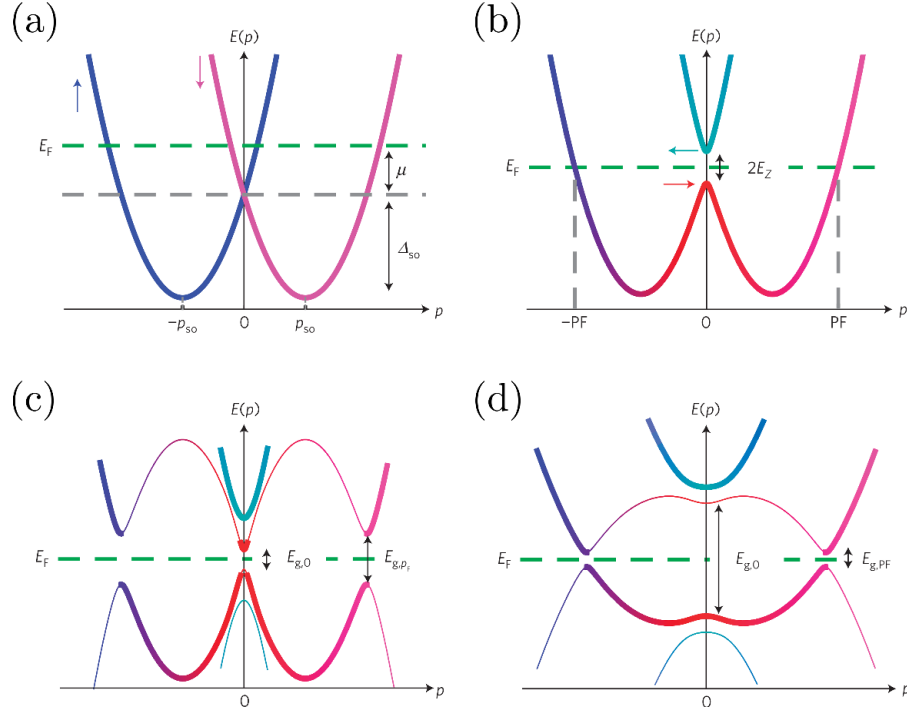 (a)
E(p)
E_F
μ
Δ_so
−p_so
0
p_so
p
(b)
E(p)
E_F
2E_Z
−PF
0
PF
p
(c)
E(p)
E_F
E_g,0
E_g,p_F
0
p
(d)
E(p)
E_F
E_g,0
E_g,PF
0
p